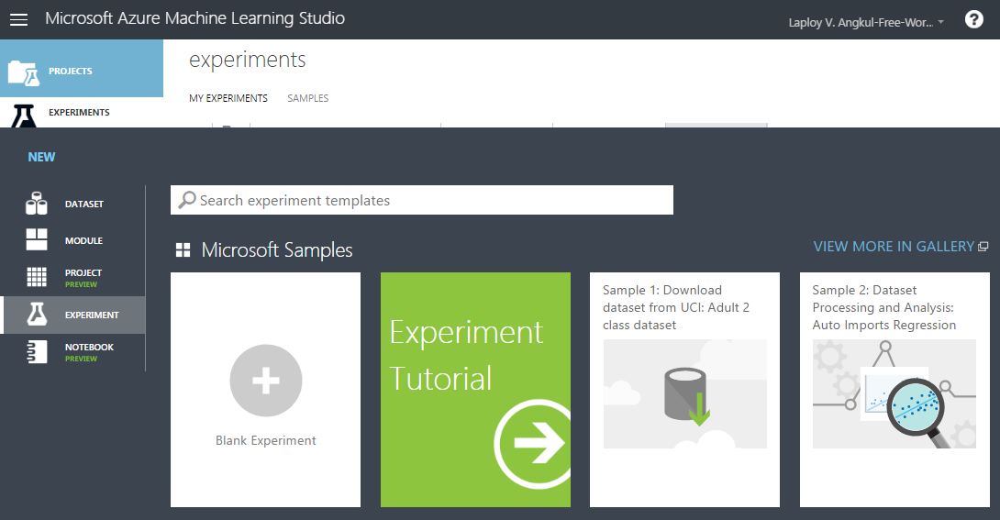 Microsoft Azure Machine Learning Studio
Laploy V. Angkul-Free-Wor...
?
PROJECTS
EXPERIMENTS
experiments
MY EXPERIMENTS
SAMPLES
NEW
DATASET
MODULE
PROJECT
PREVIEW
EXPERIMENT
NOTEBOOK
PREVIEW
Search experiment templates
Microsoft Samples
VIEW MORE IN GALLERY
Blank Experiment
Experiment
Tutorial
Sample 1: Download
dataset from UCI: Adult 2
class dataset
Sample 2: Dataset
Processing and Analysis:
Auto Imports Regression